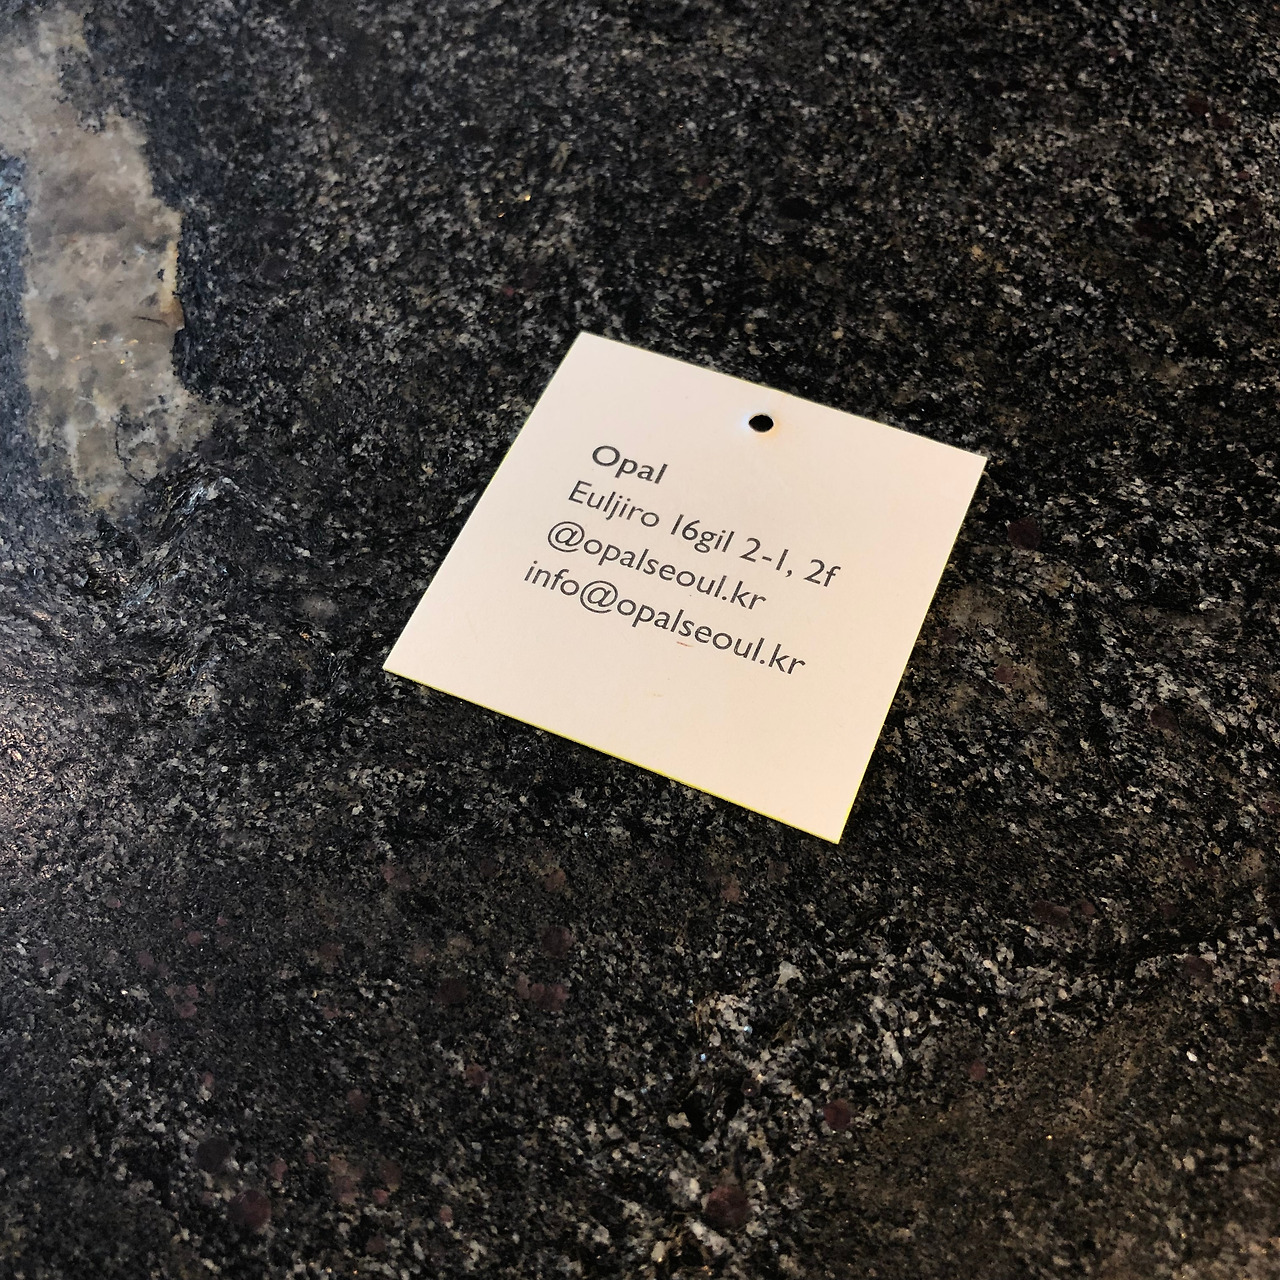 Opal
Euljiro 16gil 2-1, 2f
@opalseoul.kr
info@opalseoul.kr